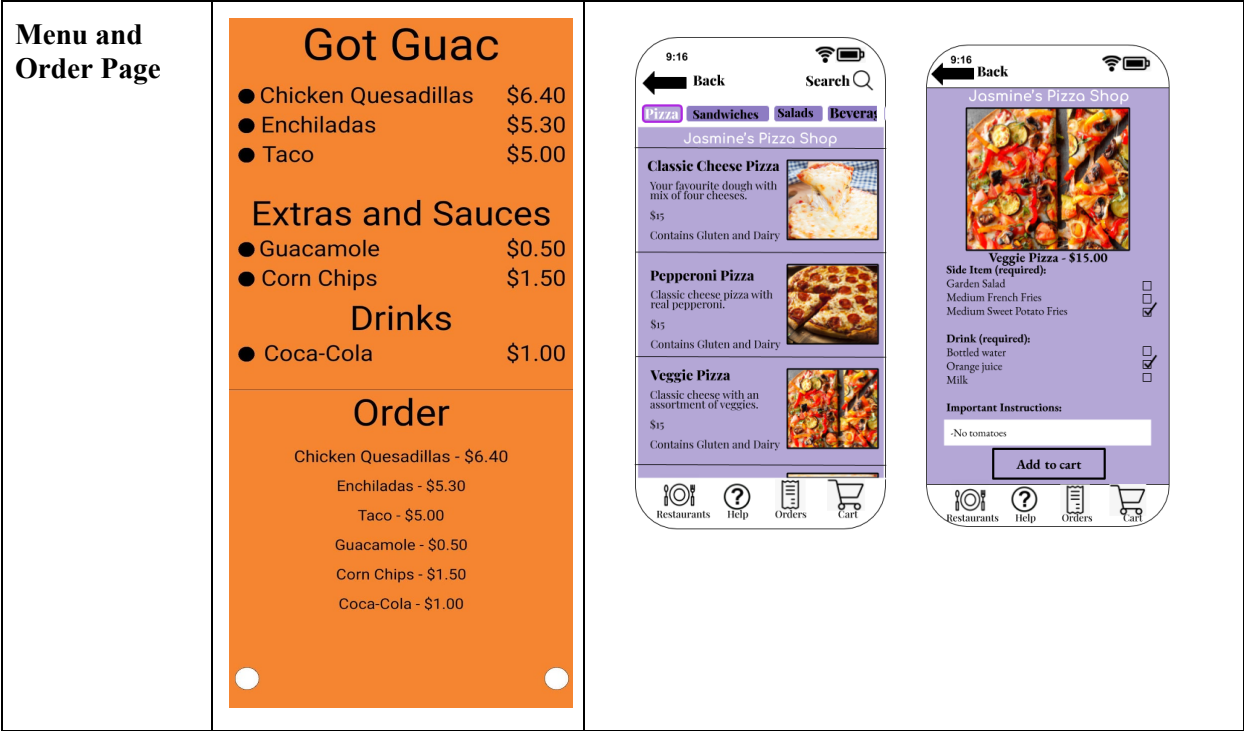 Menu and
Order Page
Got Guac
● Chicken Quesadillas $6.40
● Enchiladas $5.30
● Taco $5.00
Extras and Sauces
● Guacamole $0.50
● Corn Chips $1.50
Drinks
● Coca-Cola $1.00
Order
Chicken Quesadillas - $6.40
Enchiladas - $5.30
Taco - $5.00
Guacamole - $0.50
Corn Chips - $1.50
Coca-Cola - $1.00
9:16
Back Search
Pizza Sandwiches Salads Beverag
Jasmine's Pizza Shop
Classic Cheese Pizza
Your favourite dough with
mix of four cheeses.
$15
Contains Gluten and Dairy
Pepperoni Pizza
Classic cheese pizza with
real pepperoni.
$15
Contains Gluten and Dairy
Veggie Pizza
Classic cheese with an
assortment of veggies.
$15
Contains Gluten and Dairy
Restaurants Help Orders Cart
9:16
Back
Jasmine's Pizza Shop
Veggie Pizza - $15.00
Side Item (required):
Garden Salad
Medium French Fries
Medium Sweet Potato Fries
Drink (required):
Bottled water
Orange juice
Milk
Important Instructions:
-No tomatoes
Add to cart
Restaurants Help Orders Cart